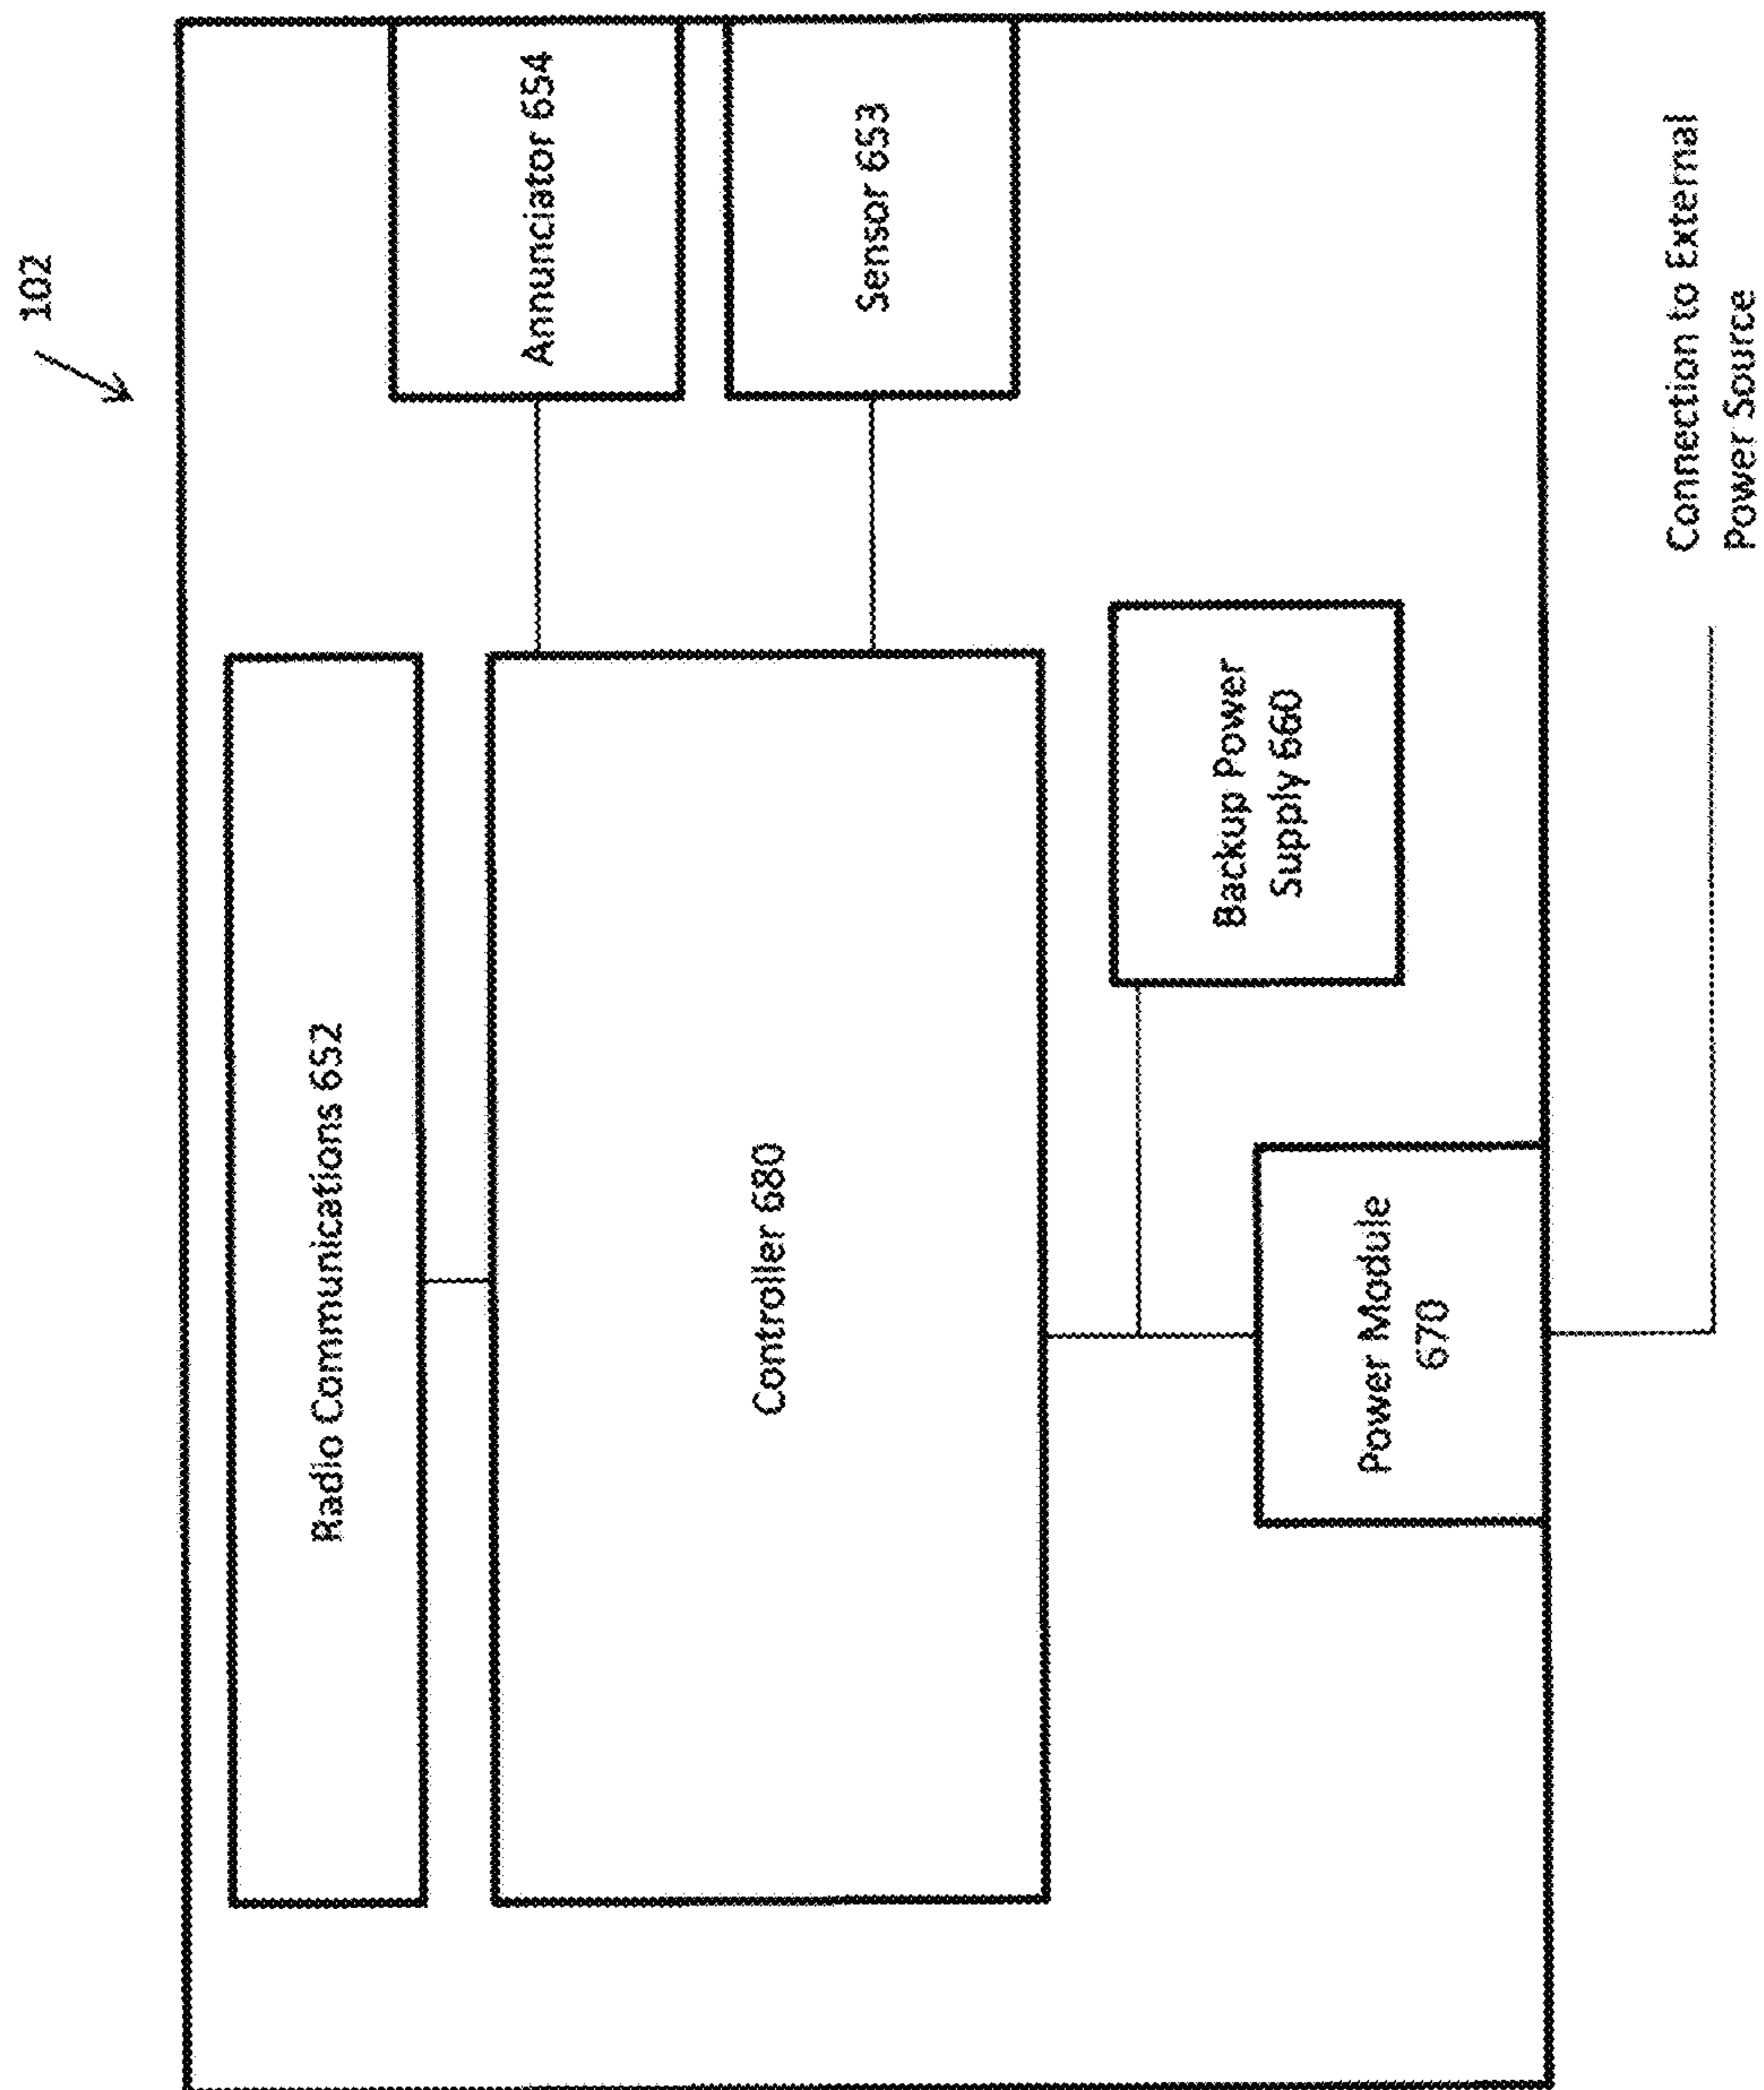 102
Radio Communications 652
Annunciator 654
Controller 680
Sensor 653
Backup Power
Supply 660
Power Module
670
Connection to External
Power Source